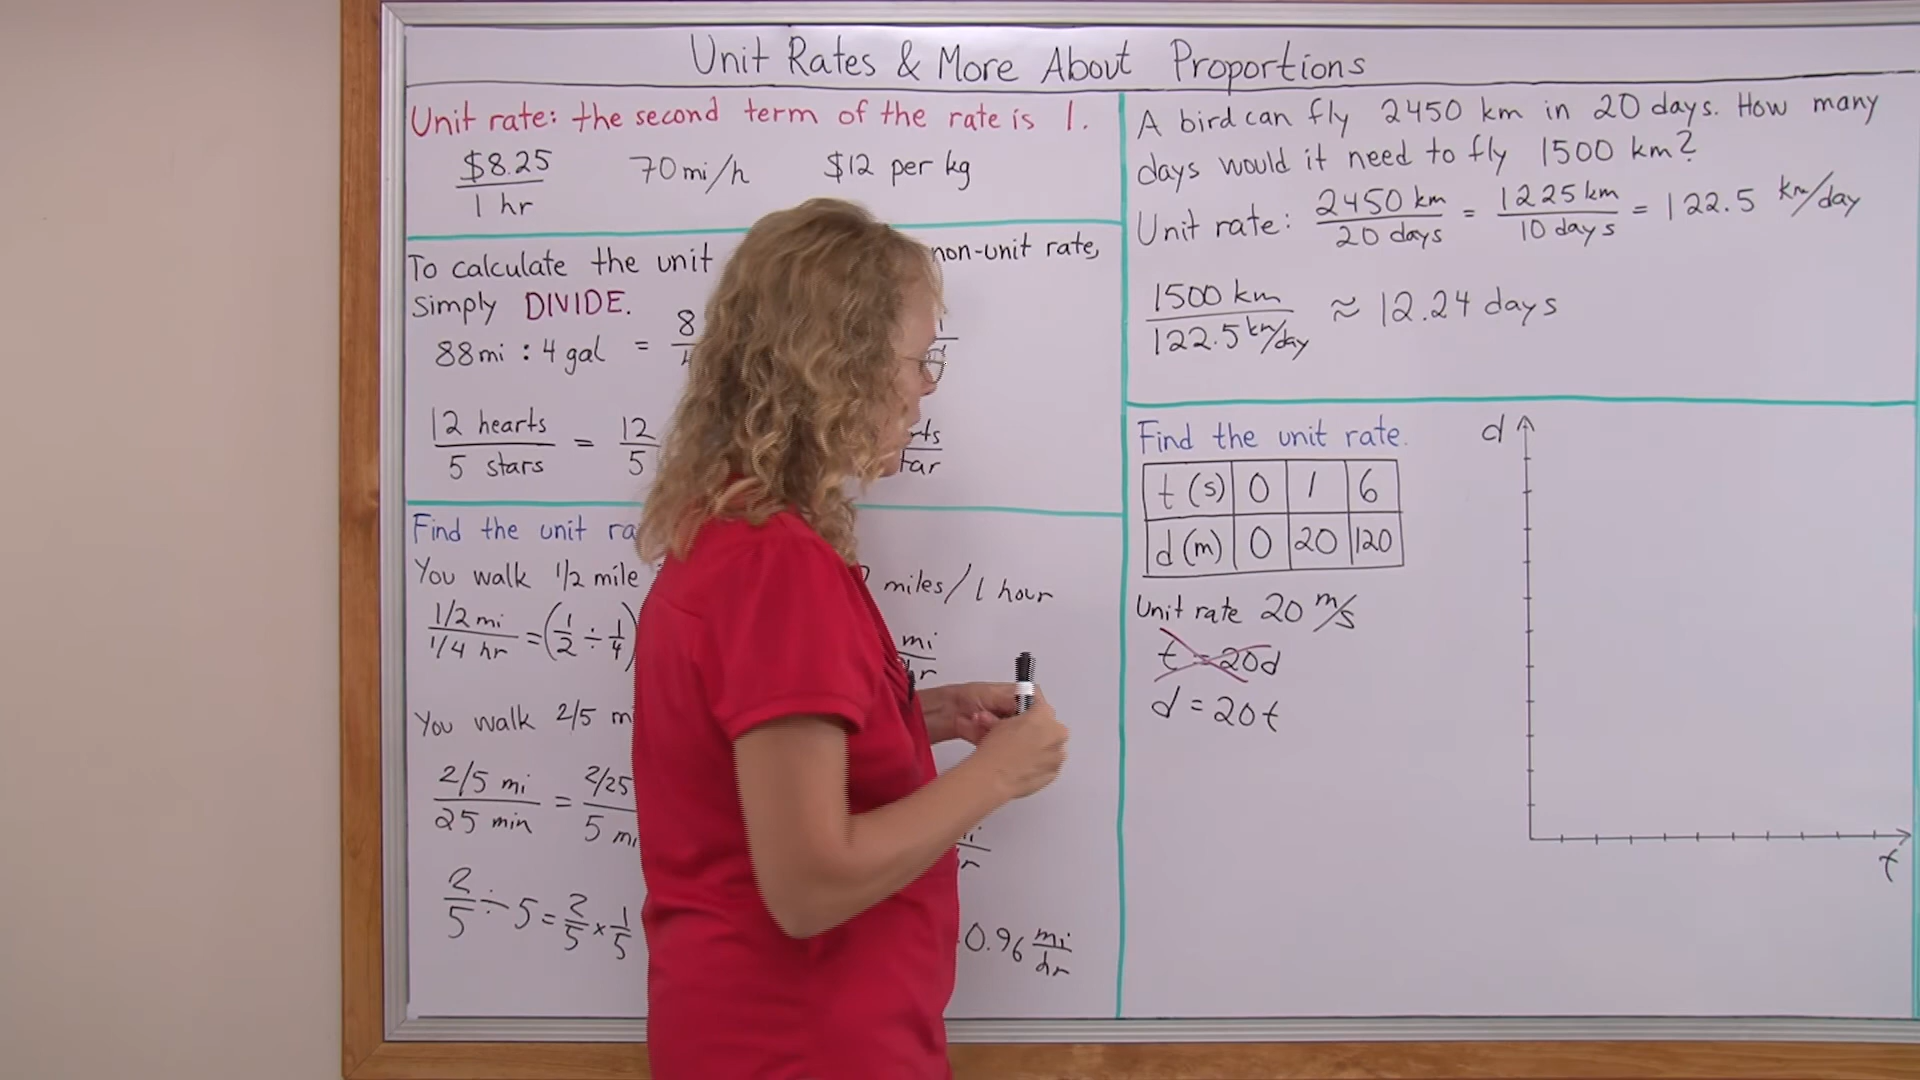 Unit Rates & More About Proportions
Unit rate: the second term of the rate is 1.
$8.25 / 1 hr 70mi/h $12 per kg
To calculate the unit non-unit rate,
simply DIVIDE.
88mi : 4 gal = 8
12 hearts / 5 stars = 12 / 5
Find the unit
You walk 1/2 mile miles / 1 hour
1/2 mi / 1/4 hr = (1/2 ÷ 1/4) mi
You walk 2/5
2/5 mi / 25 min = 2/25 / 5
2/5 ÷ 5 = 2/5 × 1/5 0.96 mi/hr
A bird can fly 2450 km in 20 days. How many
days would it need to fly 1500 km?
Unit rate: 2450 km / 20 days = 1225 km / 10 days = 122.5 km/day
1500 km / 122.5 km/day ≈ 12.24 days
Find the unit rate.
t (s) 0 1 6
d (m) 0 20 120
Unit rate 20 m/s
t = 20d
d = 20t
d
t